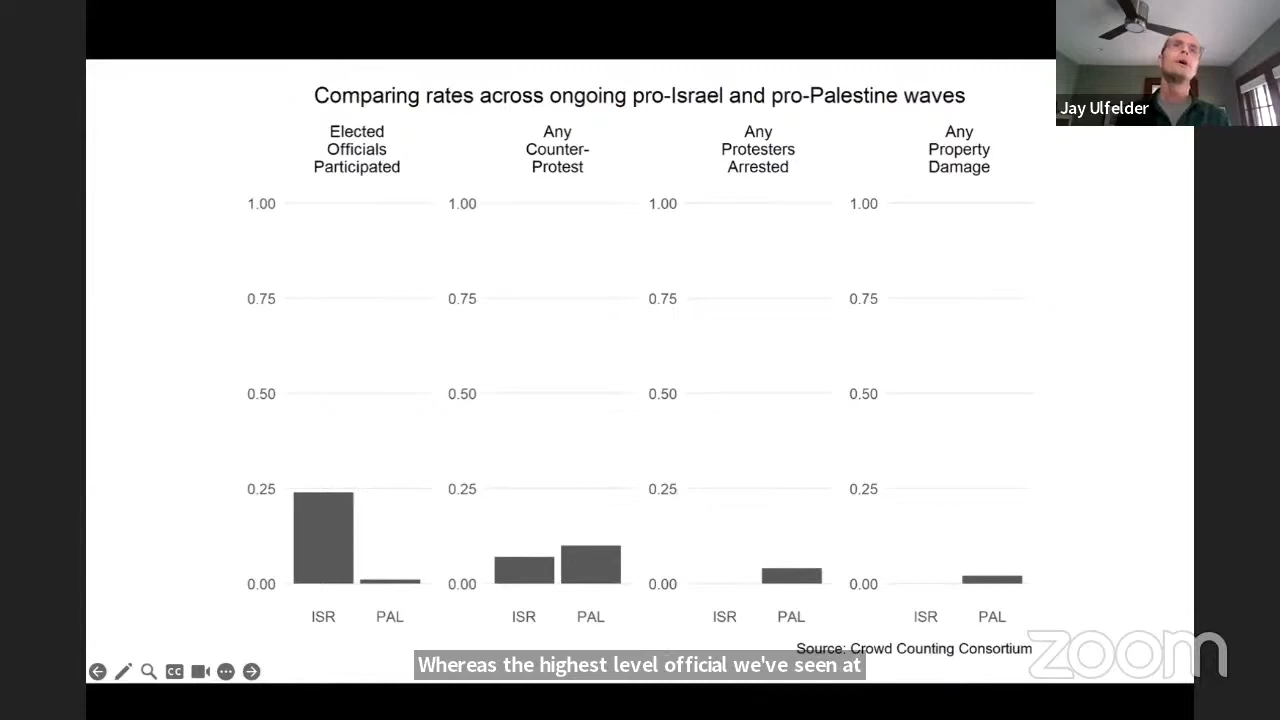 Comparing rates across ongoing pro-Israel and pro-Palestine waves
Jay Ulfelder
Elected
Officials
Participated
Any
Counter-
Protest
Any
Protesters
Arrested
Any
Property
Damage
1.00
1.00
1.00
1.00
0.75
0.75
0.75
0.75
0.50
0.50
0.50
0.50
0.25
0.25
0.25
0.25
0.00
0.00
0.00
0.00
ISR
PAL
ISR
PAL
ISR
PAL
ISR
PAL
Source: Crowd Counting Consortium
Whereas the highest level official we've seen at
CC
zoom